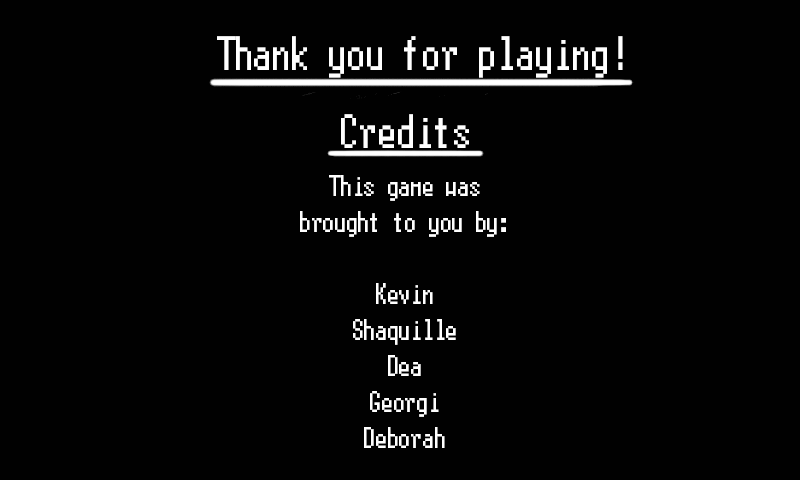 Thank you for playing!
Credits
This game was
brought to you by:
Kevin
Shaquille
Dea
Georgi
Deborah